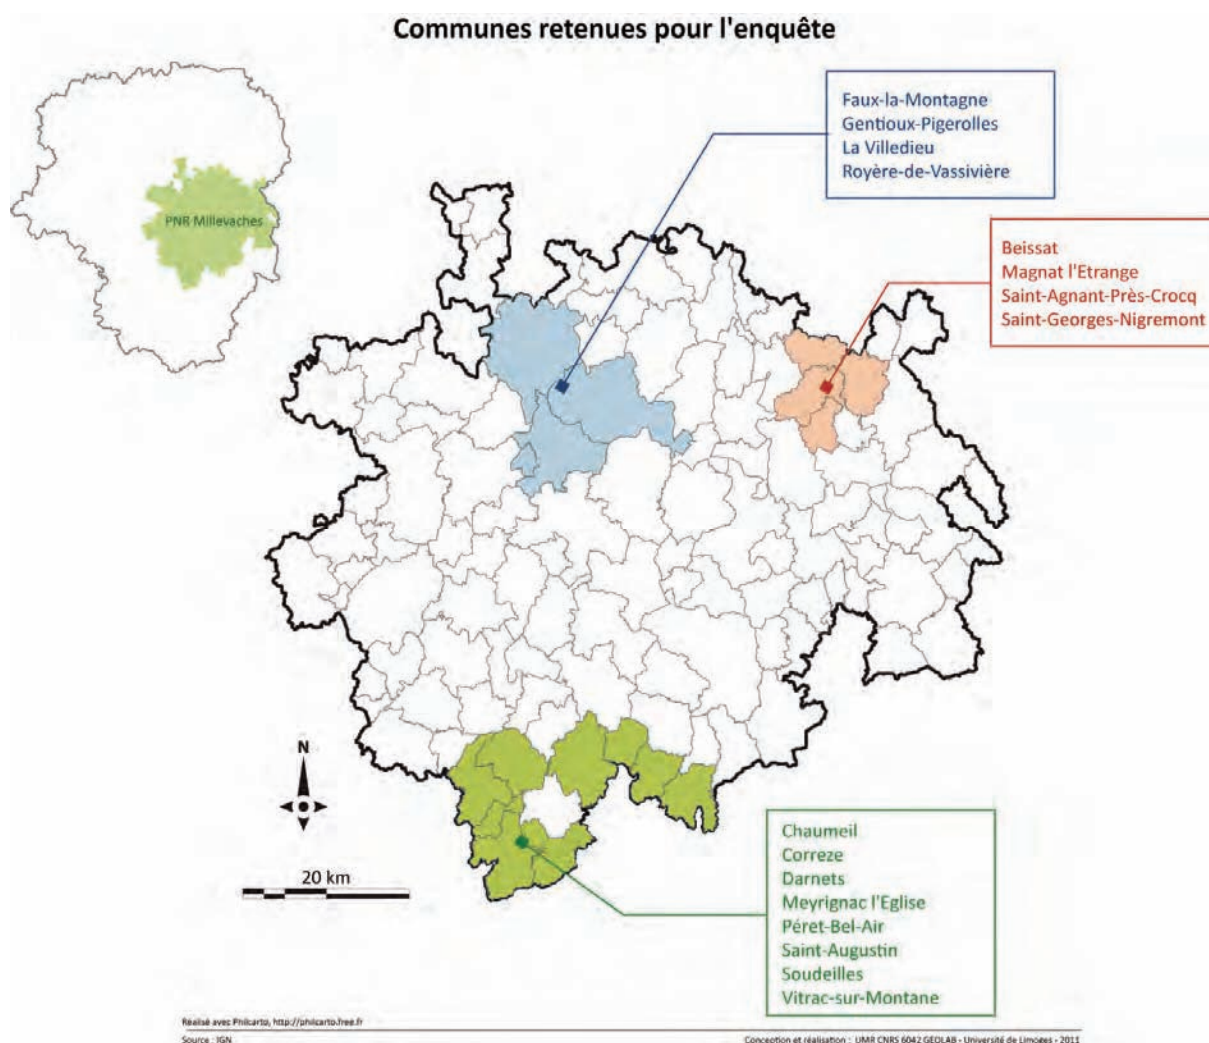 Communes retenues pour l'enquête
PNR Millevaches
Faux-la-Montagne
Gentioux-Pigerolles
La Villedieu
Royère-de-Vassivière
Beissat
Magnat l'Etrange
Saint-Agnant-Près-Crocq
Saint-Georges-Nigremont
N
20 km
Chaumeil
Correze
Darnets
Meyrignac l'Eglise
Péret-Bel-Air
Saint-Augustin
Soudeilles
Vitrac-sur-Montane
Réalisé avec Philcarto, http://philcarto.free.fr
Source : IGN
Conception et réalisation : UMR CNRS 6042 GEOLAB - Université de Limoges - 2011